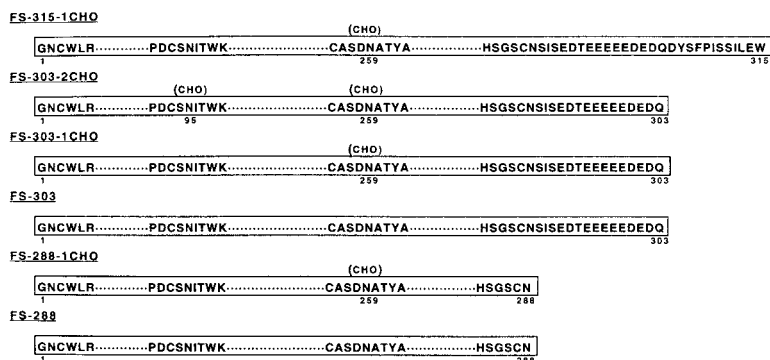 FS-315-1CHO
(CHO)
GNCWLR············PDCSNITWK·······················CASDNATYA················HSGSCNSISEDTEEEEEDEDQDYSFPISSILEW
1 259 315
FS-303-2CHO
(CHO) (CHO)
GNCWLR············PDCSNITWK·······················CASDNATYA················HSGSCNSISEDTEEEEEDEDQ
1 95 259 303
FS-303-1CHO
(CHO)
GNCWLR············PDCSNITWK·······················CASDNATYA················HSGSCNSISEDTEEEEEDEDQ
1 259 303
FS-303
GNCWLR············PDCSNITWK·······················CASDNATYA················HSGSCNSISEDTEEEEEDEDQ
1 303
FS-288-1CHO
(CHO)
GNCWLR············PDCSNITWK·······················CASDNATYA················HSGSCN
1 259 288
FS-288
GNCWLR············PDCSNITWK·······················CASDNATYA················HSGSCN
1 288